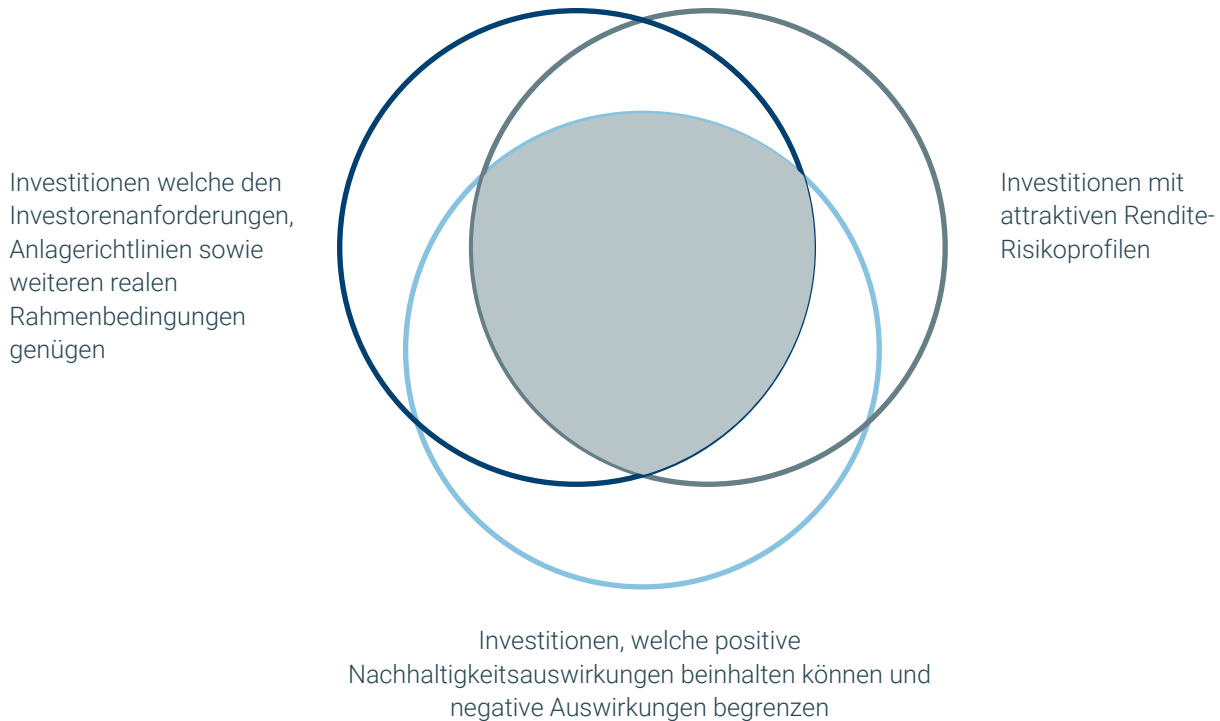 Investitionen welche den
Investorenanforderungen,
Anlagerichtlinien sowie
weiteren realen
Rahmenbedingungen
genügen
Investitionen mit
attraktiven Rendite-
Risikoprofilen
Investitionen, welche positive
Nachhaltigkeitsauswirkungen beinhalten können und
negative Auswirkungen begrenzen